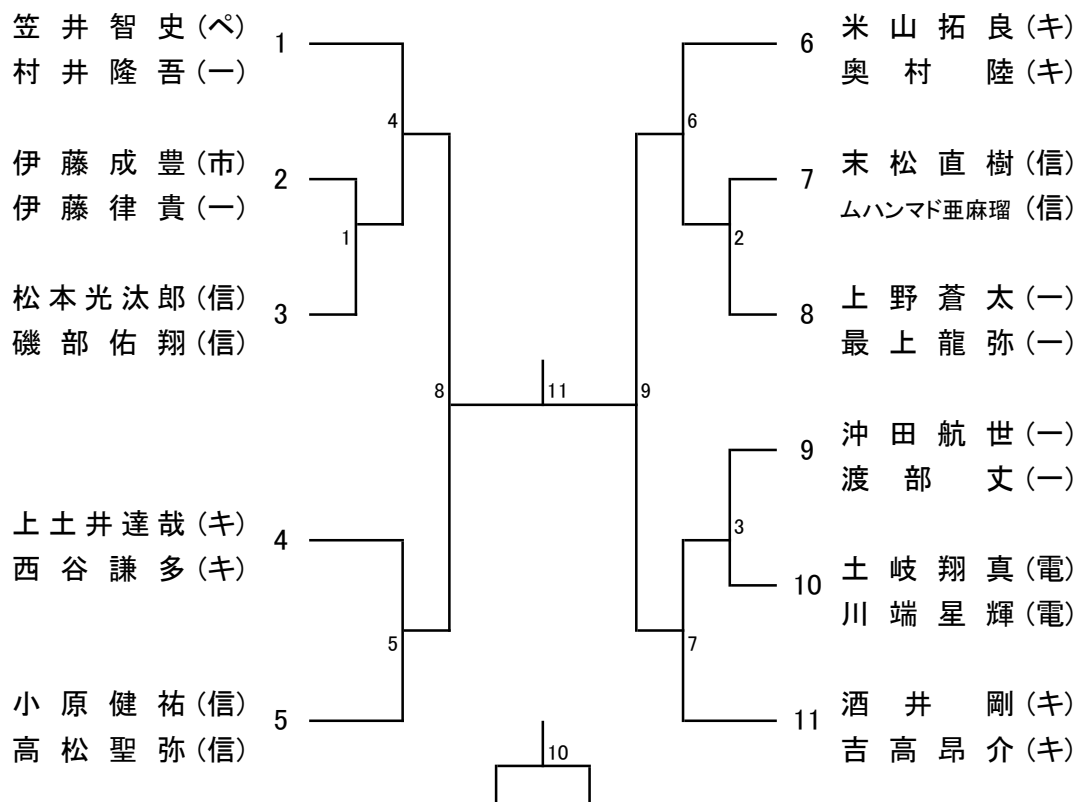 笠井智史(ペ)
1
村井隆吾(一)
4
伊藤成豊(市)
2
伊藤律貴(一)
1
松本光汰郎(信)
3
磯部佑翔(信)
8
上土井達哉(キ)
4
西谷謙多(キ)
5
小原健祐(信)
5
高松聖弥(信)
11
10
6
米山拓良(キ)
奥村陸(キ)
6
7
末松直樹(信)
ムハンマド亜麻瑠(信)
2
8
上野蒼太(一)
最上龍弥(一)
9
9
沖田航世(一)
渡部丈(一)
3
10
土岐翔真(電)
川端星輝(電)
7
11
酒井剛(キ)
吉高昂介(キ)